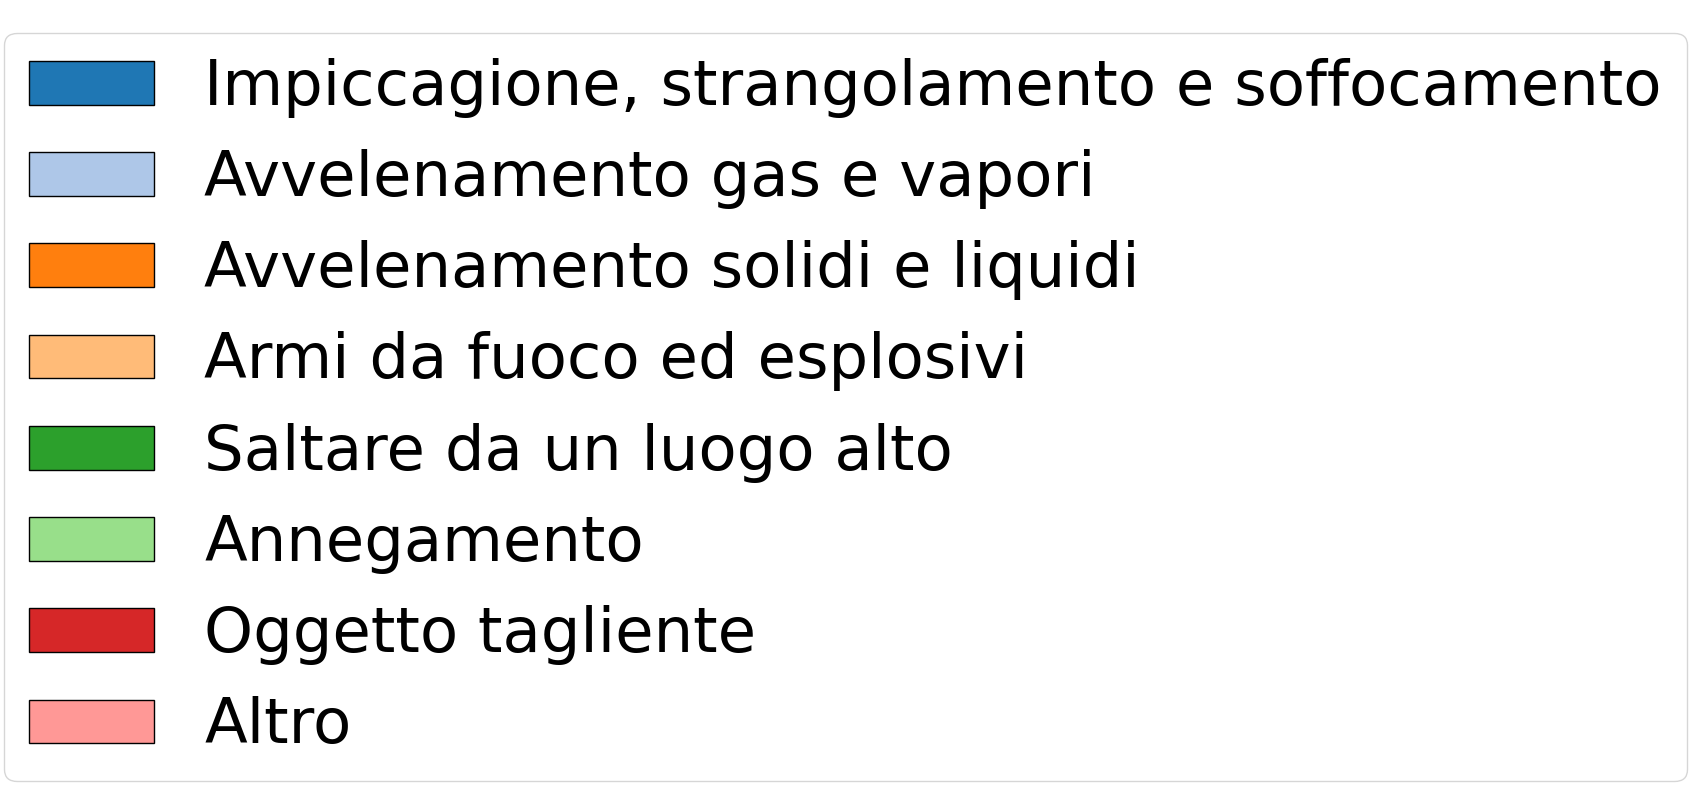 Impiccagione, strangolamento e soffocamento
Avvelenamento gas e vapori
Avvelenamento solidi e liquidi
Armi da fuoco ed esplosivi
Saltare da un luogo alto
Annegamento
Oggetto tagliente
Altro